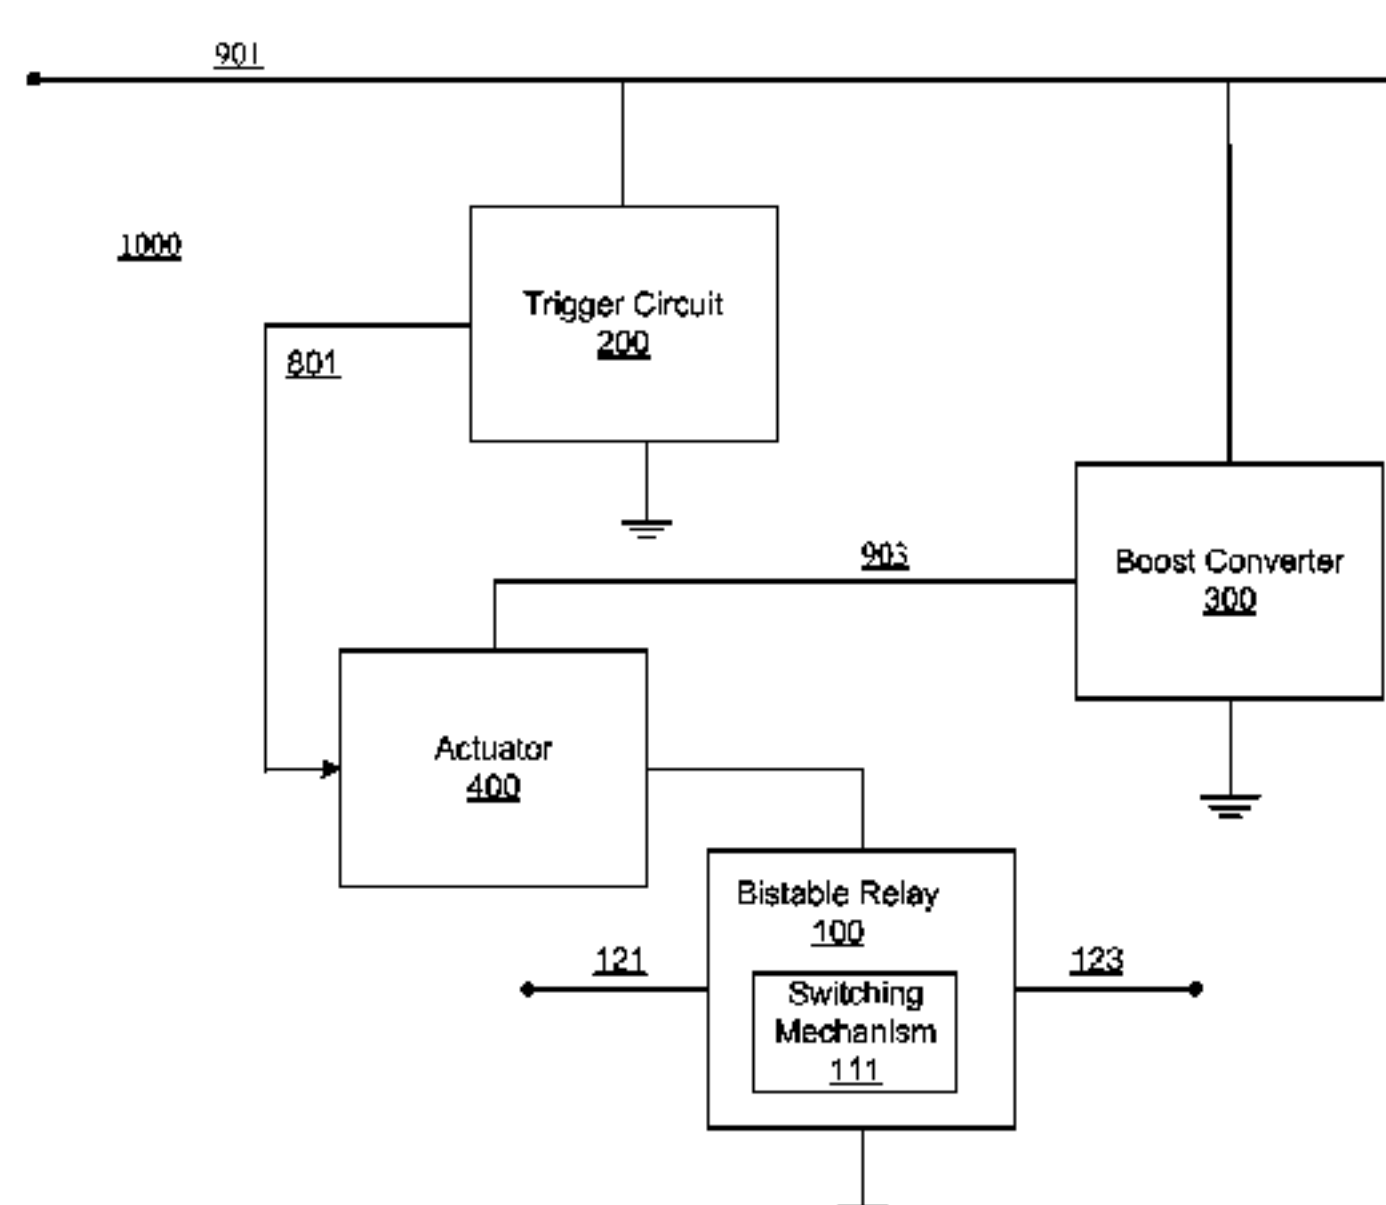 901
1000
Trigger Circuit
200
801
903
Boost Converter
300
Actuator
400
Bistable Relay
100
121
123
Switching
Mechanism
111